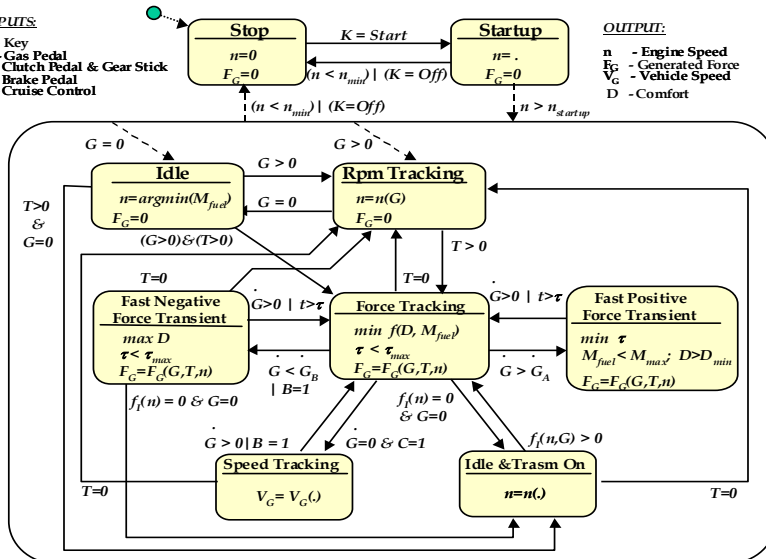 PUTS:
Key
Gas Pedal
Clutch Pedal & Gear Stick
Brake Pedal
Cruise Control
Stop
n=0
F_G=0
K = Start
(n < n_min) | (K = Off)
Startup
n= .
F_G=0
OUTPUT:
n - Engine Speed
F_G - Generated Force
V_G - Vehicle Speed
D - Comfort
(n < n_min) | (K=Off)
n > n_startup
G = 0
G > 0
Idle
n=argmin(M_fuel)
F_G=0
G > 0
G = 0
Rpm Tracking
n=n(G)
F_G=0
T>0
&
G=0
(G>0)&(T>0)
T=0
T=0
T > 0
Fast Negative
Force Transient
max D
τ< τ_max
F_G=F_G(G,T,n)
Ġ>0 | t>τ
Ġ < Ġ_B
| B=1
Force Tracking
min f(D, M_fuel)
τ < τ_max
F_G=F_G(G,T,n)
Ġ>0 | t>τ
Ġ > Ġ_A
Fast Positive
Force Transient
min τ
M_fuel< M_max; D>D_min
F_G=F_G(G,T,n)
f_I(n) = 0 & G=0
f_I(n) = 0
& G=0
Ġ > 0|B = 1
Ġ=0 & C=1
f_I(n,G) > 0
Speed Tracking
V_G= V_G(.)
Idle &Trasm On
n=n(.)
T=0
T=0